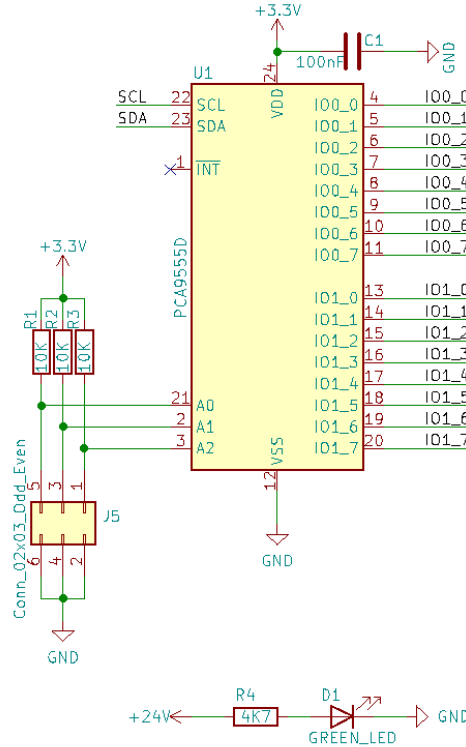 +3.3V
C1
100nF
GND
24
U1
VDD
SCL 22 SCL IO0_0 4 IO0_0
SDA 23 SDA IO0_1 5 IO0_1
IO0_2 6 IO0_2
1 INT IO0_3 7 IO0_3
IO0_4 8 IO0_4
IO0_5 9 IO0_5
IO0_6 10 IO0_6
IO0_7 11 IO0_7
PCA9555D
+3.3V
IO1_0 13 IO1_0
IO1_1 14 IO1_1
IO1_2 15 IO1_2
IO1_3 16 IO1_3
IO1_4 17 IO1_4
21 A0 IO1_5 18 IO1_5
2 A1 IO1_6 19 IO1_6
3 A2 IO1_7 20 IO1_7
R1 R2 R3
10K 10K 10K
VSS
12
GND
5 3 1
J5
Conn_02x03_Odd_Even
6 4 2
GND
R4 D1
+24V 4K7 GND
GREEN_LED